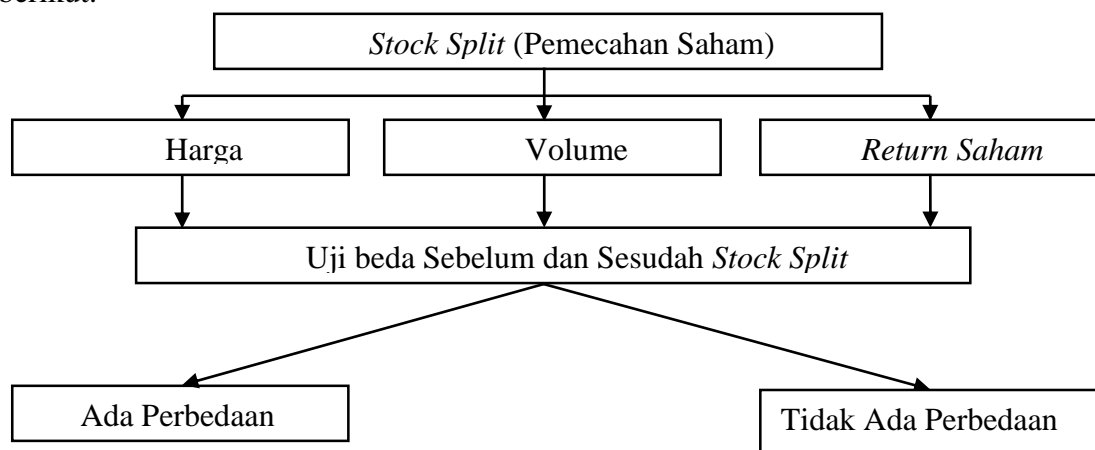 berikut.
Stock Split (Pemecahan Saham)
Harga
Volume
Return Saham
Uji beda Sebelum dan Sesudah Stock Split
Ada Perbedaan
Tidak Ada Perbedaan